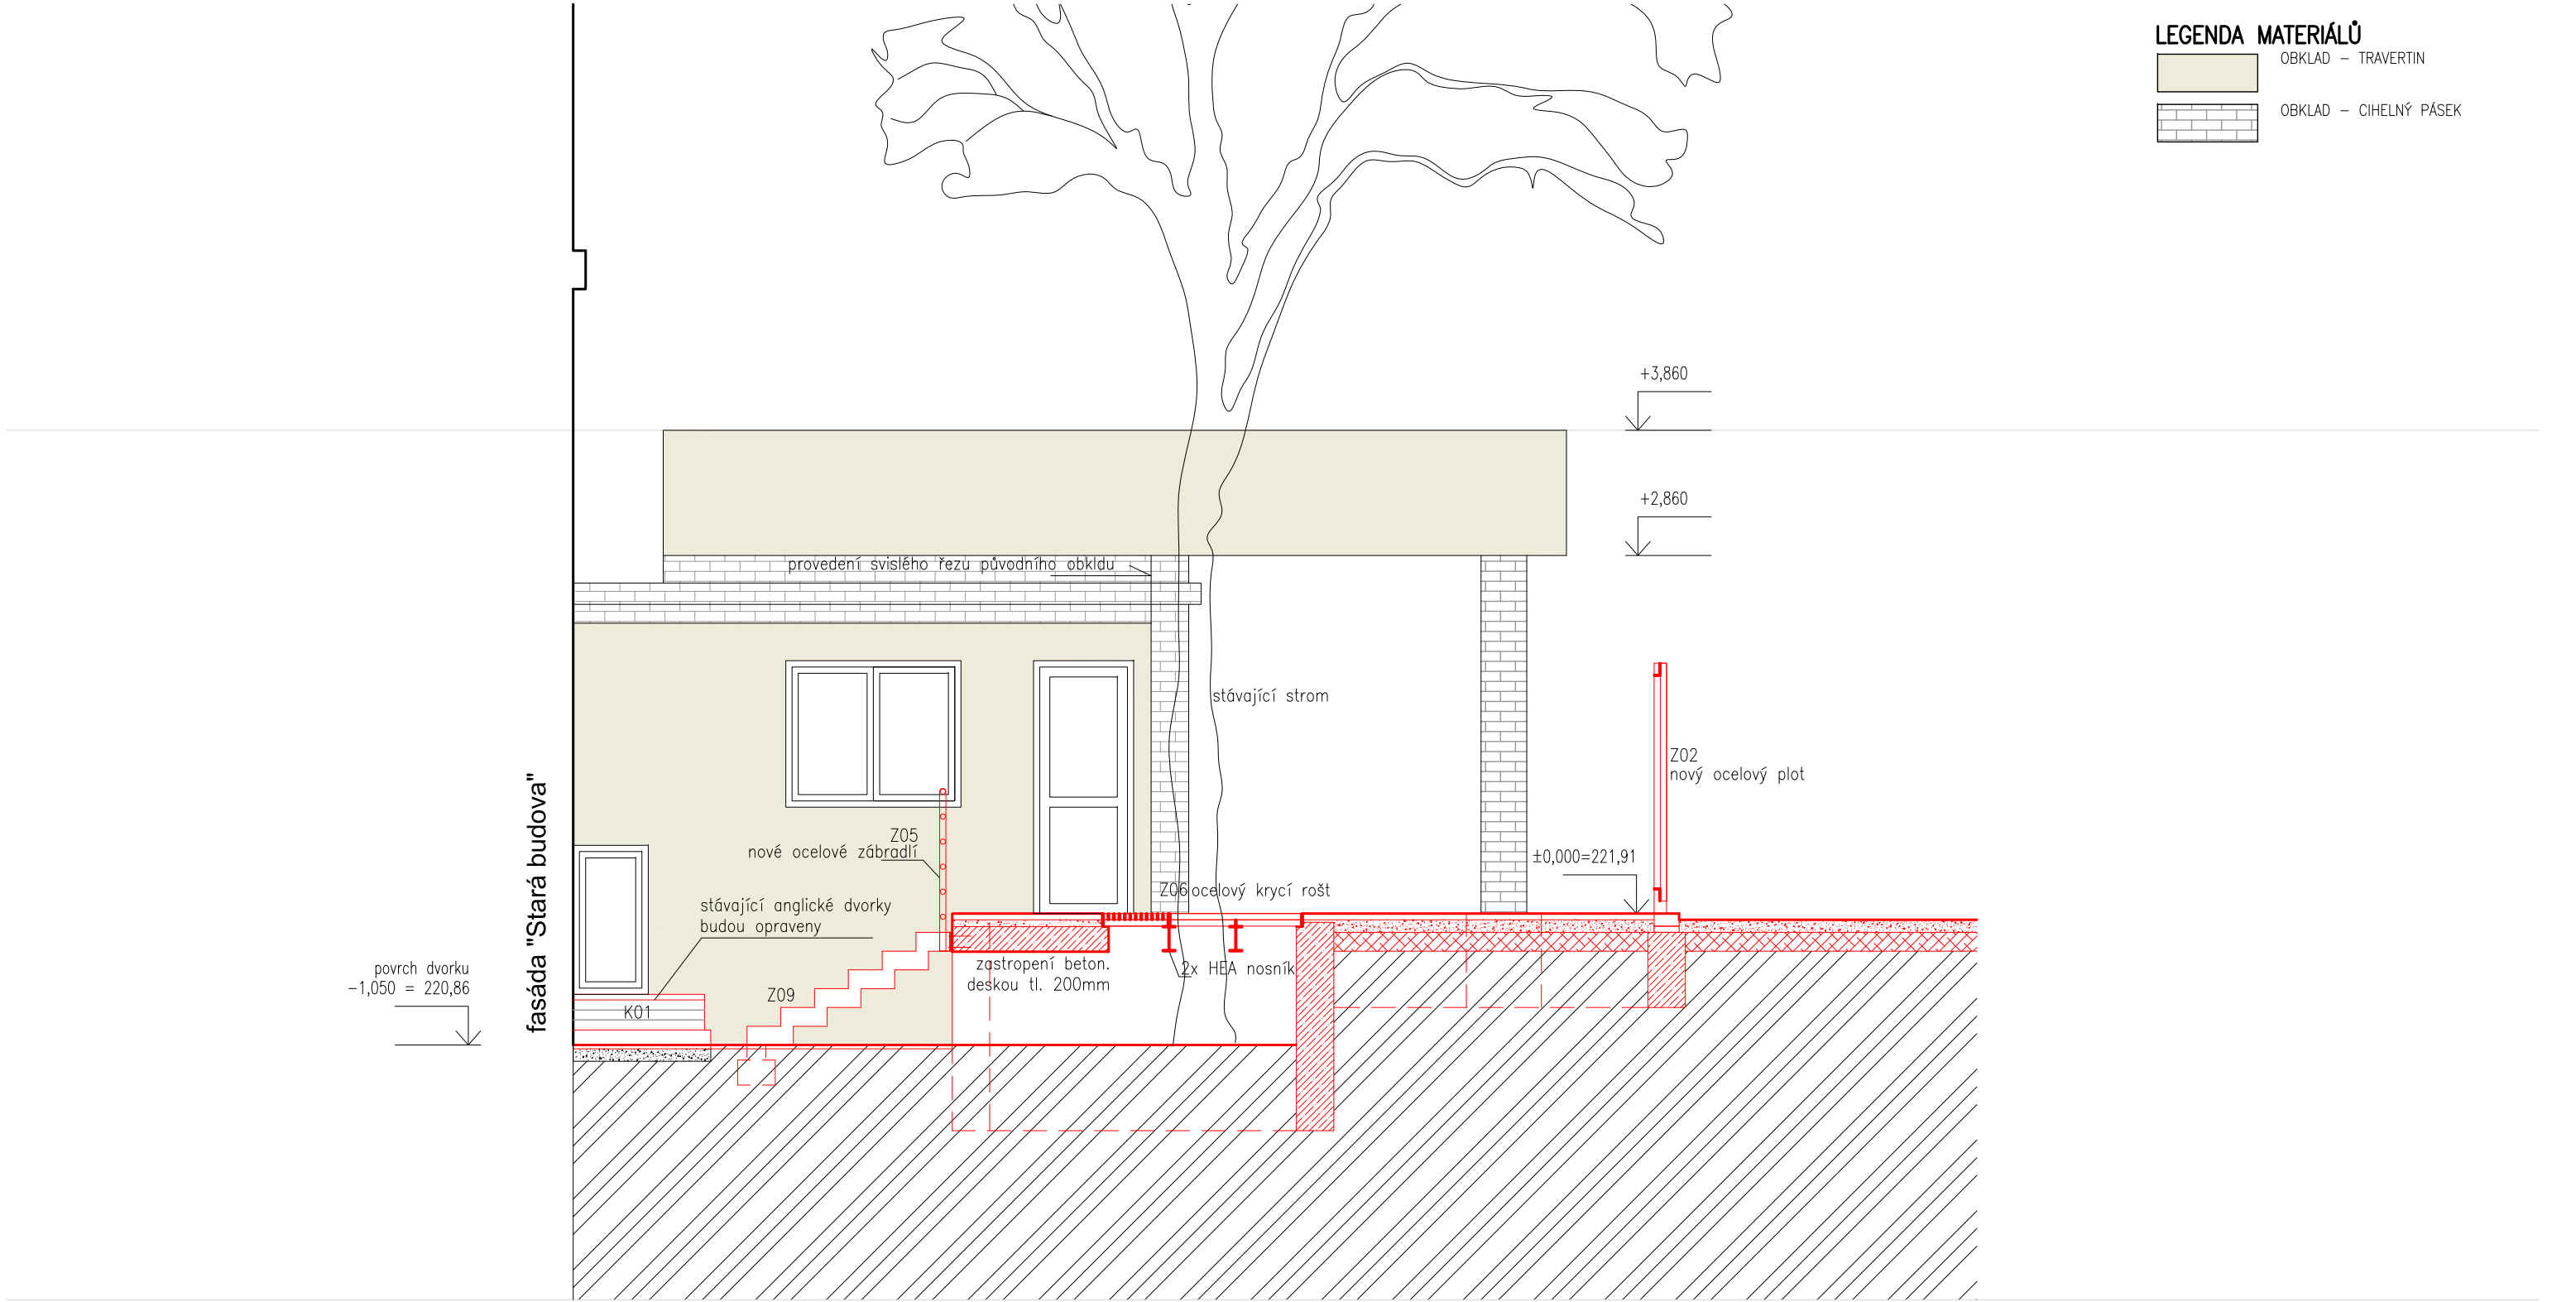 LEGENDA MATERIÁLŮ
OBKLAD – TRAVERTIN
OBKLAD – CIHELNÝ PÁSEK
+3,860
+2,860
provedení svislého řezu původního obkldu
stávající strom
Z02
nový ocelový plot
Z05
nové ocelové zábradlí
±0,000=221,91
Z06 ocelový krycí rošt
stávající anglické dvorky
budou opraveny
fasáda "Stará budova"
zastropení beton.
deskou tl. 200mm
2x HEA nosník
povrch dvorku
-1,050 = 220,86
Z09
K01